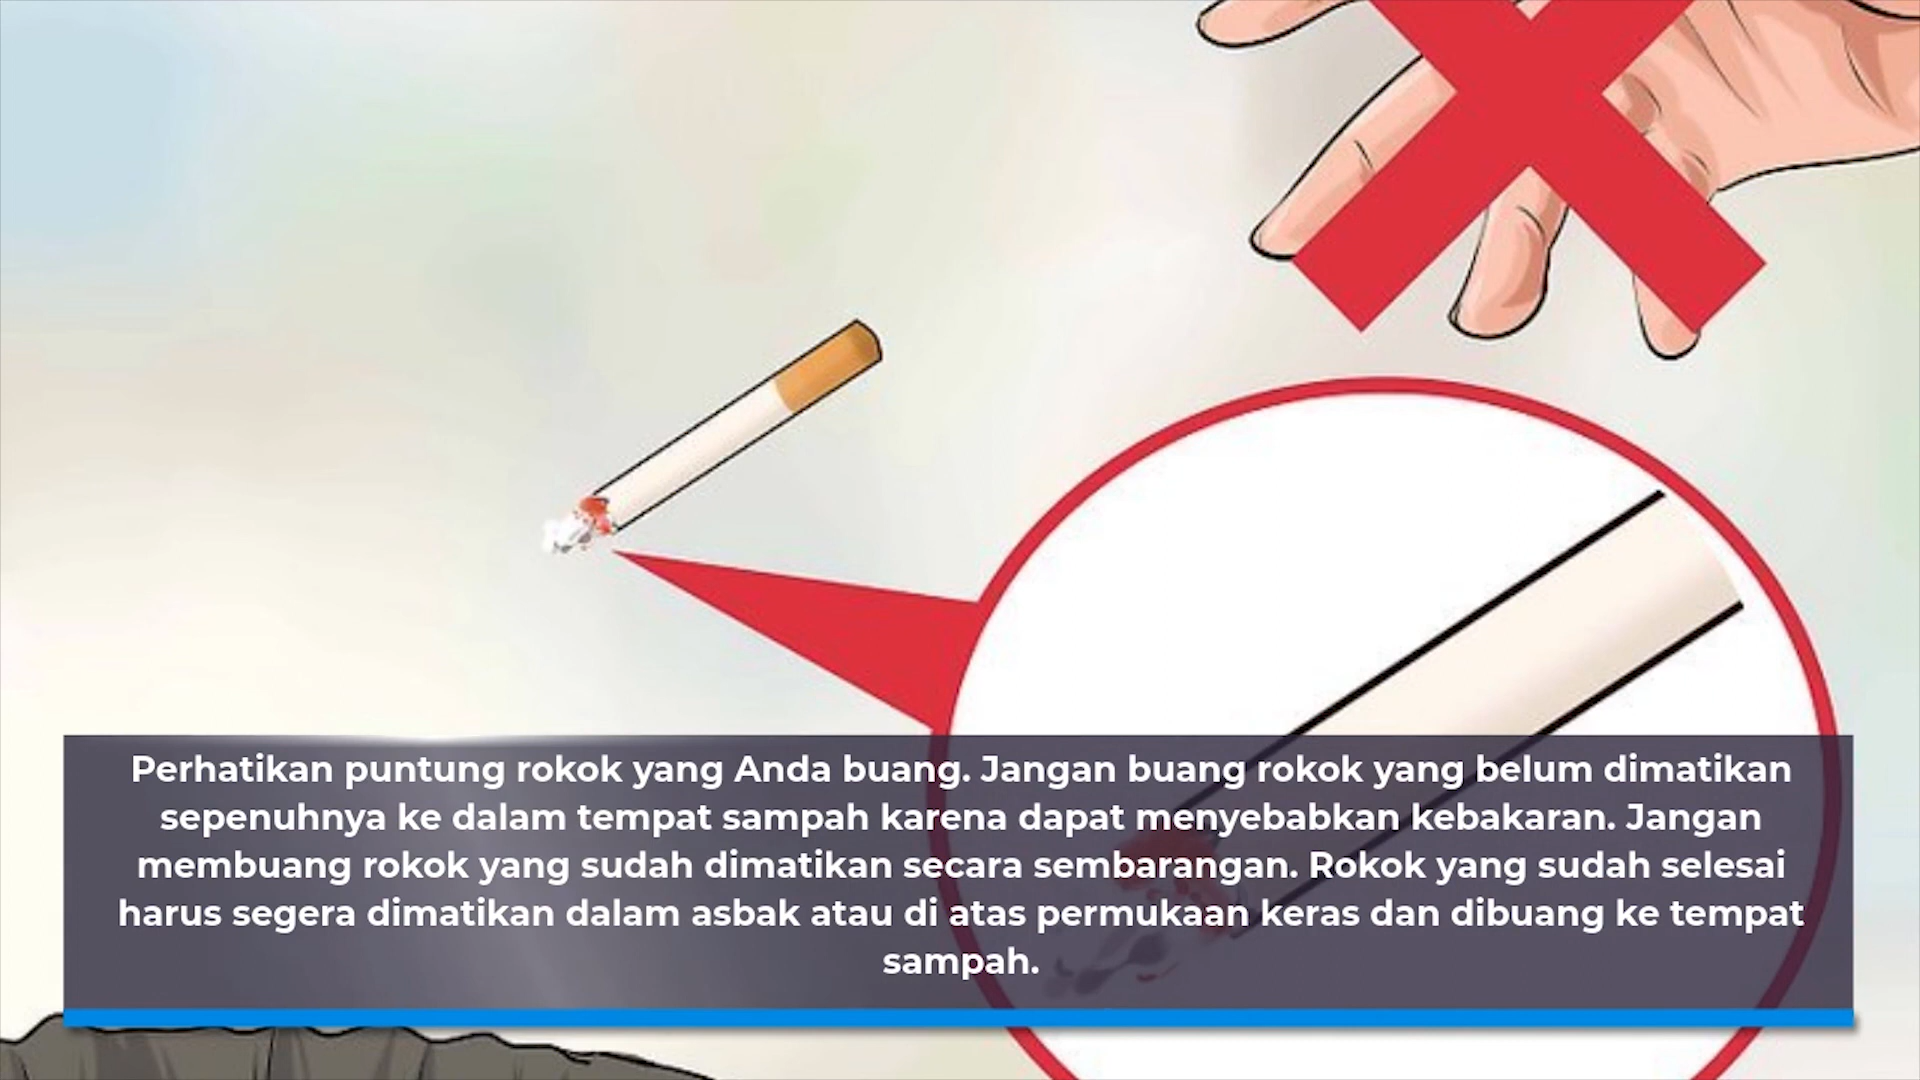 Perhatikan puntung rokok yang Anda buang. Jangan buang rokok yang belum dimatikan
sepenuhnya ke dalam tempat sampah karena dapat menyebabkan kebakaran. Jangan
membuang rokok yang sudah dimatikan secara sembarangan. Rokok yang sudah selesai
harus segera dimatikan dalam asbak atau di atas permukaan keras dan dibuang ke tempat
sampah.